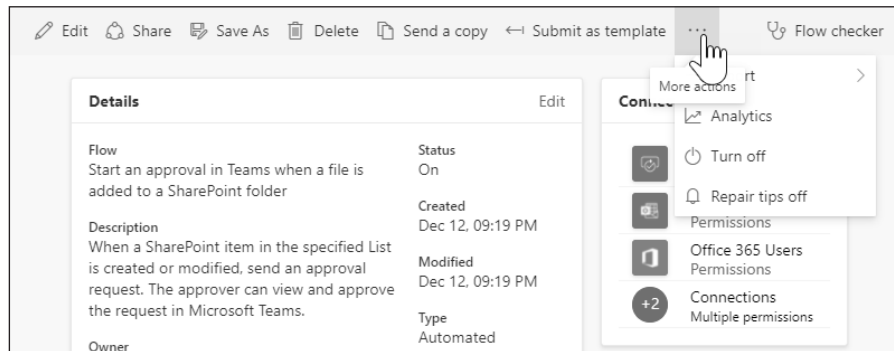 Edit Share Save As Delete Send a copy Submit as template ... Flow checker
More actions
Analytics
Turn off
Repair tips off
Details Edit
Flow
Start an approval in Teams when a file is
added to a SharePoint folder
Description
When a SharePoint item in the specified List
is created or modified, send an approval
request. The approver can view and approve
the request in Microsoft Teams.
Owner
Status
On
Created
Dec 12, 09:19 PM
Modified
Dec 12, 09:19 PM
Type
Automated
Permissions
Office 365 Users
Permissions
+2
Connections
Multiple permissions